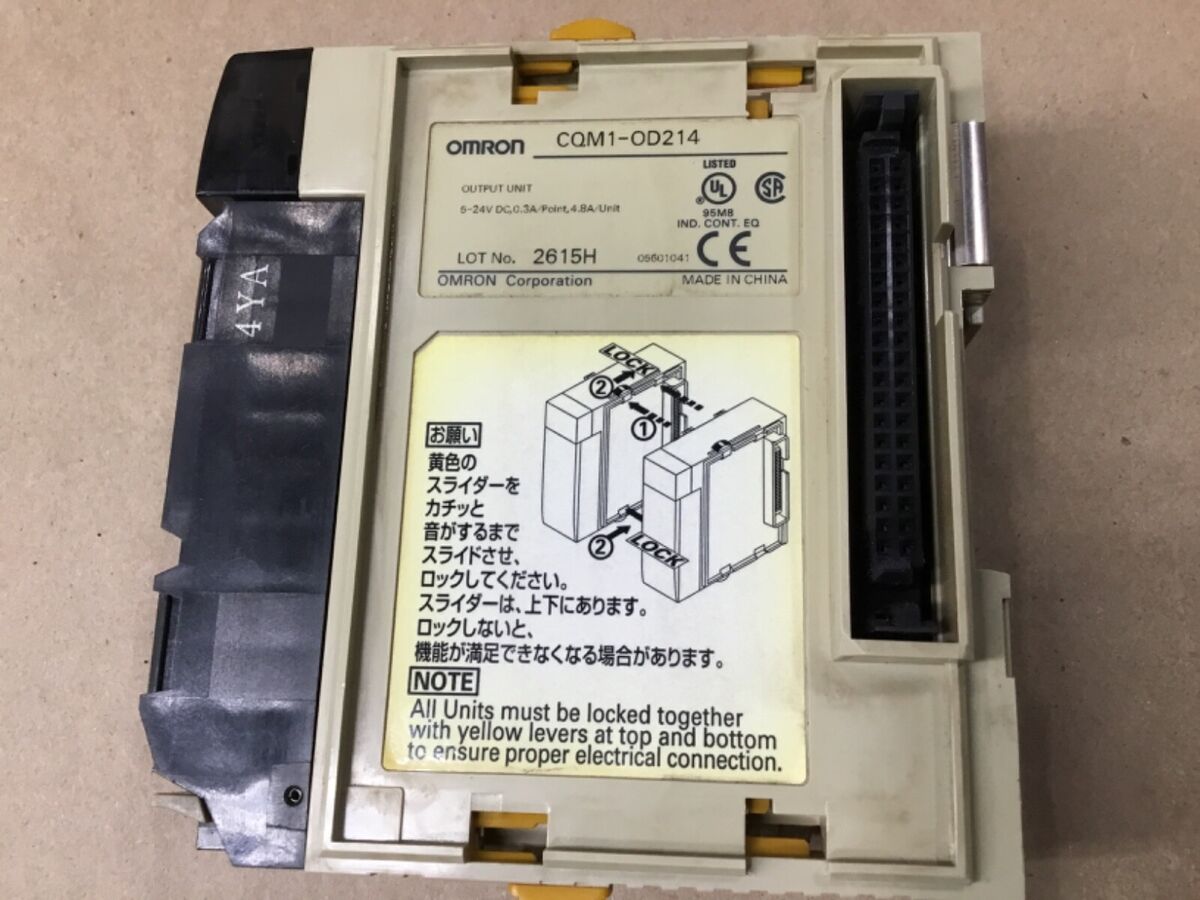 OMRON CQM1-OD214
OUTPUT UNIT
5-24V DC,0.3A/Point,4.8A/Unit
LISTED
UL
SA
®
95M8
IND. CONT. EQ
LOT No. 2615H
05601041 CE
OMRON Corporation
MADE IN CHINA
4YA
LOCK
②
①
②
LOCK
お願い
黄色の
スライダーを
カチッと
音がするまで
スライドさせ、
ロックしてください。
スライダーは、上下にあります。
ロックしないと、
機能が満足できなくなる場合があります。
NOTE
All Units must be locked together
with yellow levers at top and bottom
to ensure proper electrical connection.